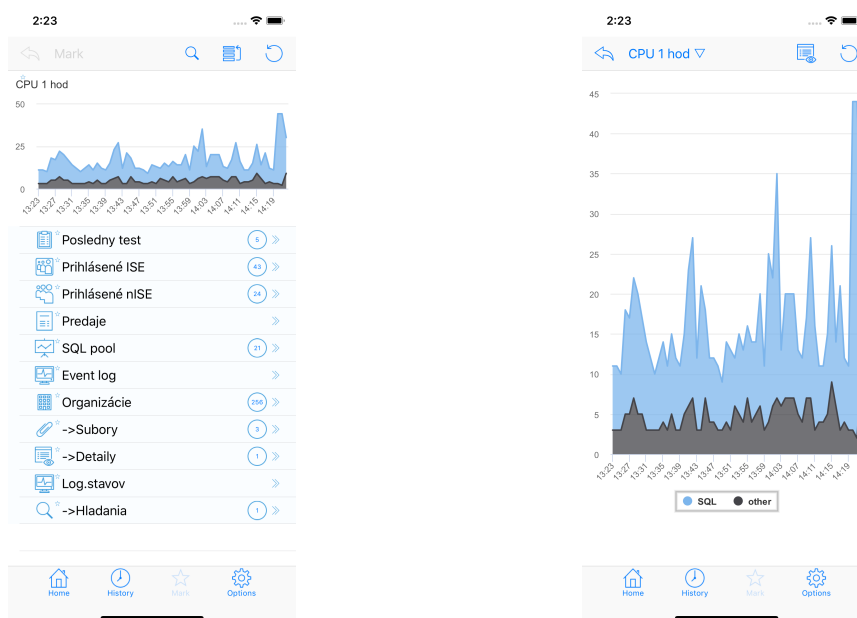 2:23
Mark
CPU 1 hod
50
25
0
13:23 13:27 13:31 13:35 13:39 13:43 13:47 13:51 13:55 13:59 14:03 14:07 14:11 14:15 14:19
Posledny test 5
Prihlásené ISE 43
Prihlásené nISE 24
Predaje
SQL pool 21
Event log
Organizácie 256
->Subory 3
->Detaily 1
Log.stavov
->Hladania 1
Home History Mark Options
2:23
CPU 1 hod
45
40
35
30
25
20
15
10
5
0
13:23 13:27 13:31 13:35 13:39 13:43 13:47 13:51 13:55 13:59 14:03 14:07 14:11 14:15 14:19
SQL other
Home History Mark Options